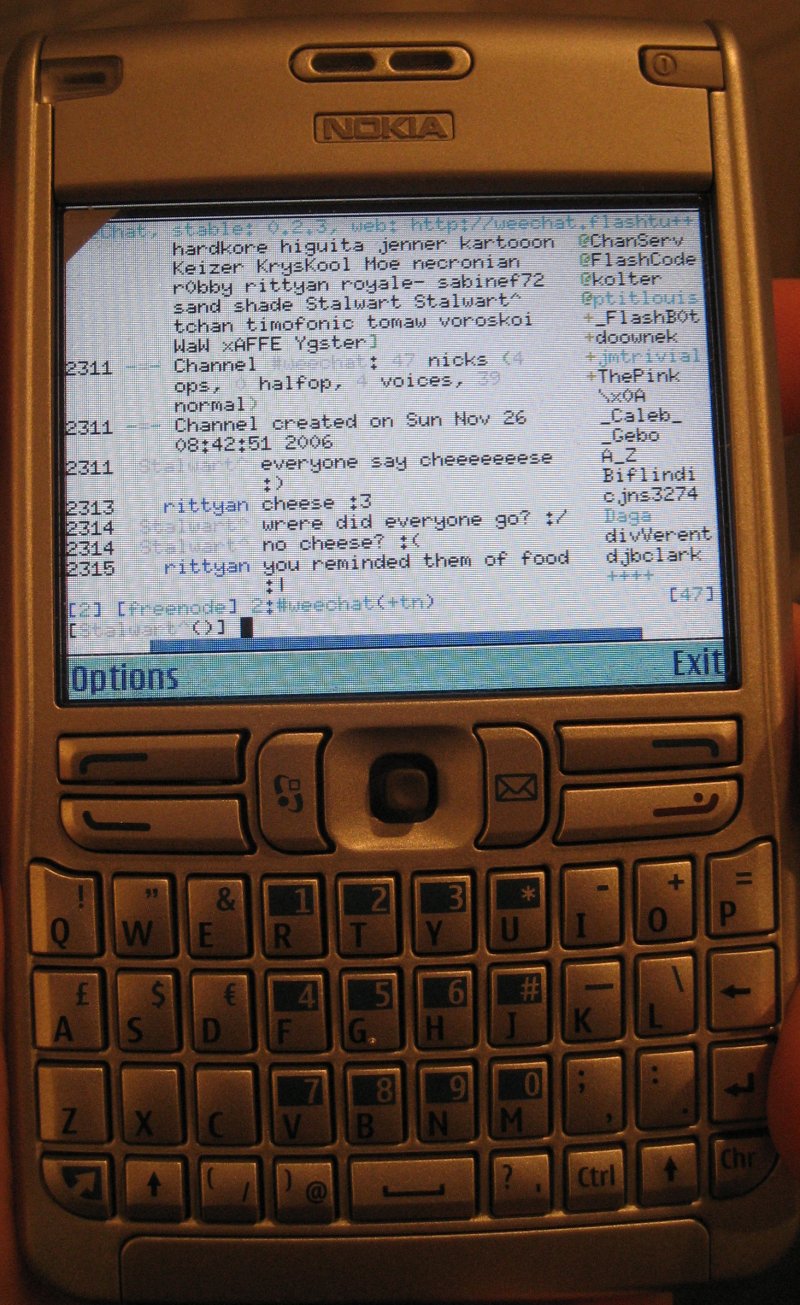 NOKIA
Chat, stable: 0.2.3, web: http://weechat.flashtu++
hardkore higuita jenner kartooon @ChanServ
Keizer KrysKool Moe necronian @FlashCode
r0bby rittyan royale- sabinef72 @kolter
sand shade Stalwart Stalwart^ @ptitlouis
tchan timofonic tomaw voroskoi +_FlashB0t
WaW xAFFE Ygster] +doownek
2311 -=- Channel #weechat: 47 nicks (4 +jmtrivial
ops, 0 halfop, 4 voices, 39 +ThePink
normal) \x0A
2311 -=- Channel created on Sun Nov 26 _Caleb_
08:42:51 2006 _Gebo
2311 Stalwart^ everyone say cheeeeeeese A_Z
:) Biflindi
2313 rittyan cheese :3 cjns3274
2314 Stalwart^ wrere did everyone go? :/ Daga
2314 Stalwart^ no cheese? :( divVerent
2315 rittyan you reminded them of food djbclark
:| ++++
[2] [freenode] 2:#weechat(+tn) [47]
[Stalwart^()]
Options Exit
! " & 1 2 3 * - + =
Q W E R T Y U I O P
£ $ € 4 5 6 # — \
A S D F G J K L H
7 8 9 0 ; :
Z X C V B N M , .
( / ) @ ? , Ctrl Chr